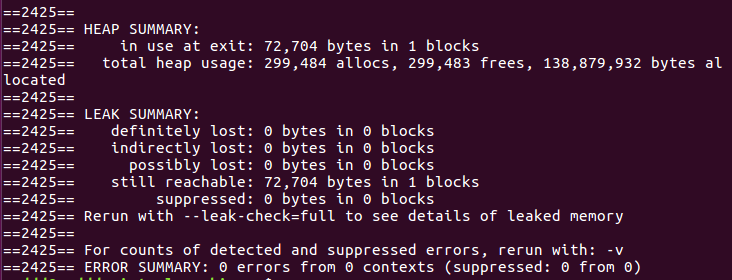 ==2425==
==2425== HEAP SUMMARY:
==2425==     in use at exit: 72,704 bytes in 1 blocks
==2425==   total heap usage: 299,484 allocs, 299,483 frees, 138,879,932 bytes al
located
==2425==
==2425== LEAK SUMMARY:
==2425==    definitely lost: 0 bytes in 0 blocks
==2425==    indirectly lost: 0 bytes in 0 blocks
==2425==      possibly lost: 0 bytes in 0 blocks
==2425==    still reachable: 72,704 bytes in 1 blocks
==2425==         suppressed: 0 bytes in 0 blocks
==2425== Rerun with --leak-check=full to see details of leaked memory
==2425==
==2425== For counts of detected and suppressed errors, rerun with: -v
==2425== ERROR SUMMARY: 0 errors from 0 contexts (suppressed: 0 from 0)